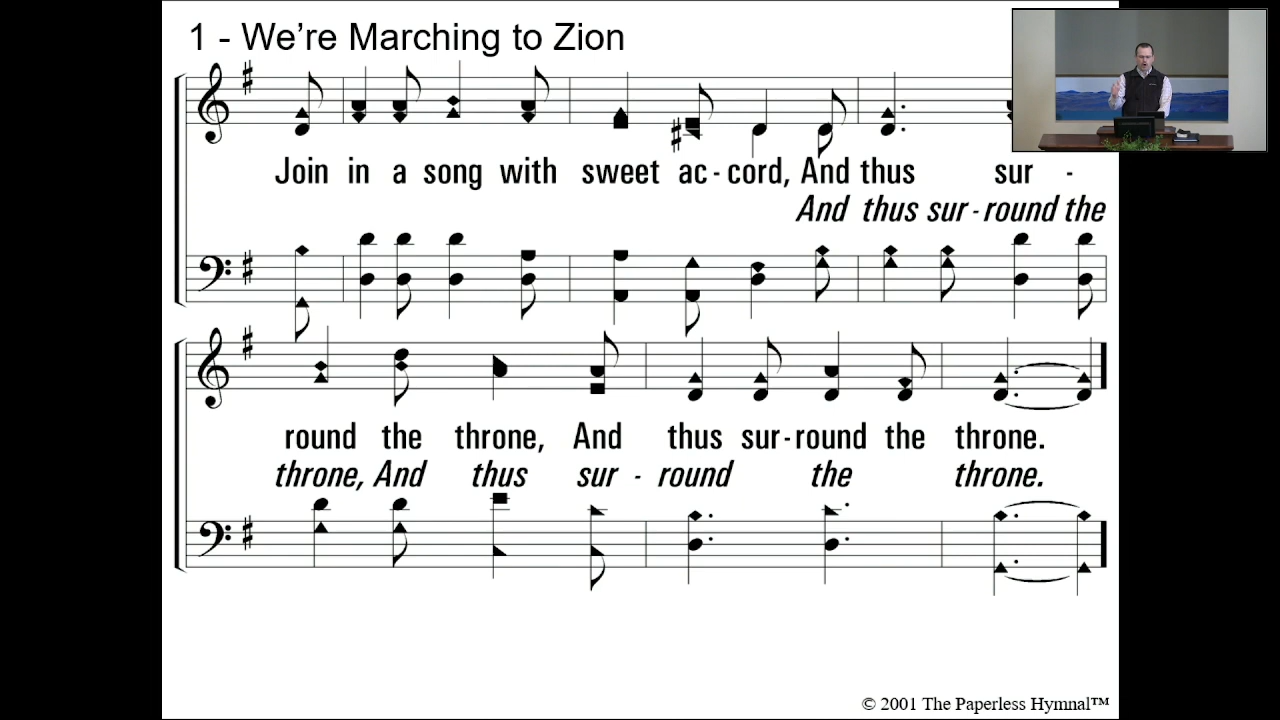 1 - We're Marching to Zion
Join in a song with sweet ac - cord, And thus sur -
And thus sur - round the
round the throne, And thus sur - round the throne.
throne, And thus sur - round the throne.
© 2001 The Paperless Hymnal™